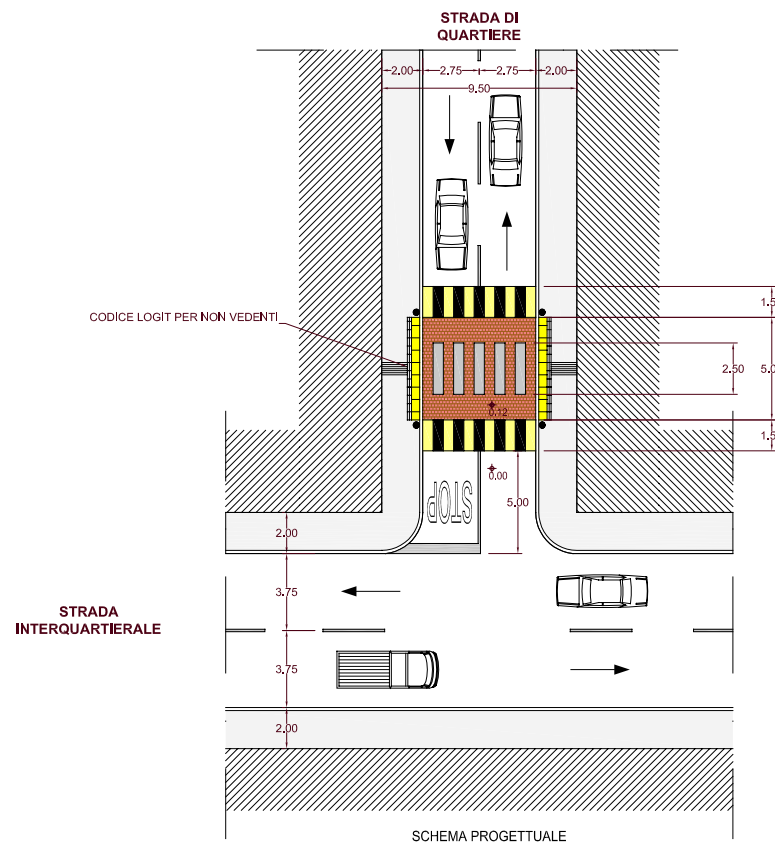 STRADA DI
QUARTIERE
2.00
2.75
2.75
2.00
9.50
CODICE LOGIT PER NON VEDENTI
1.5
2.50
5.0
0.12
1.5
0.00
STOP
5.00
2.00
3.75
STRADA
INTERQUARTIERALE
3.75
2.00
SCHEMA PROGETTUALE